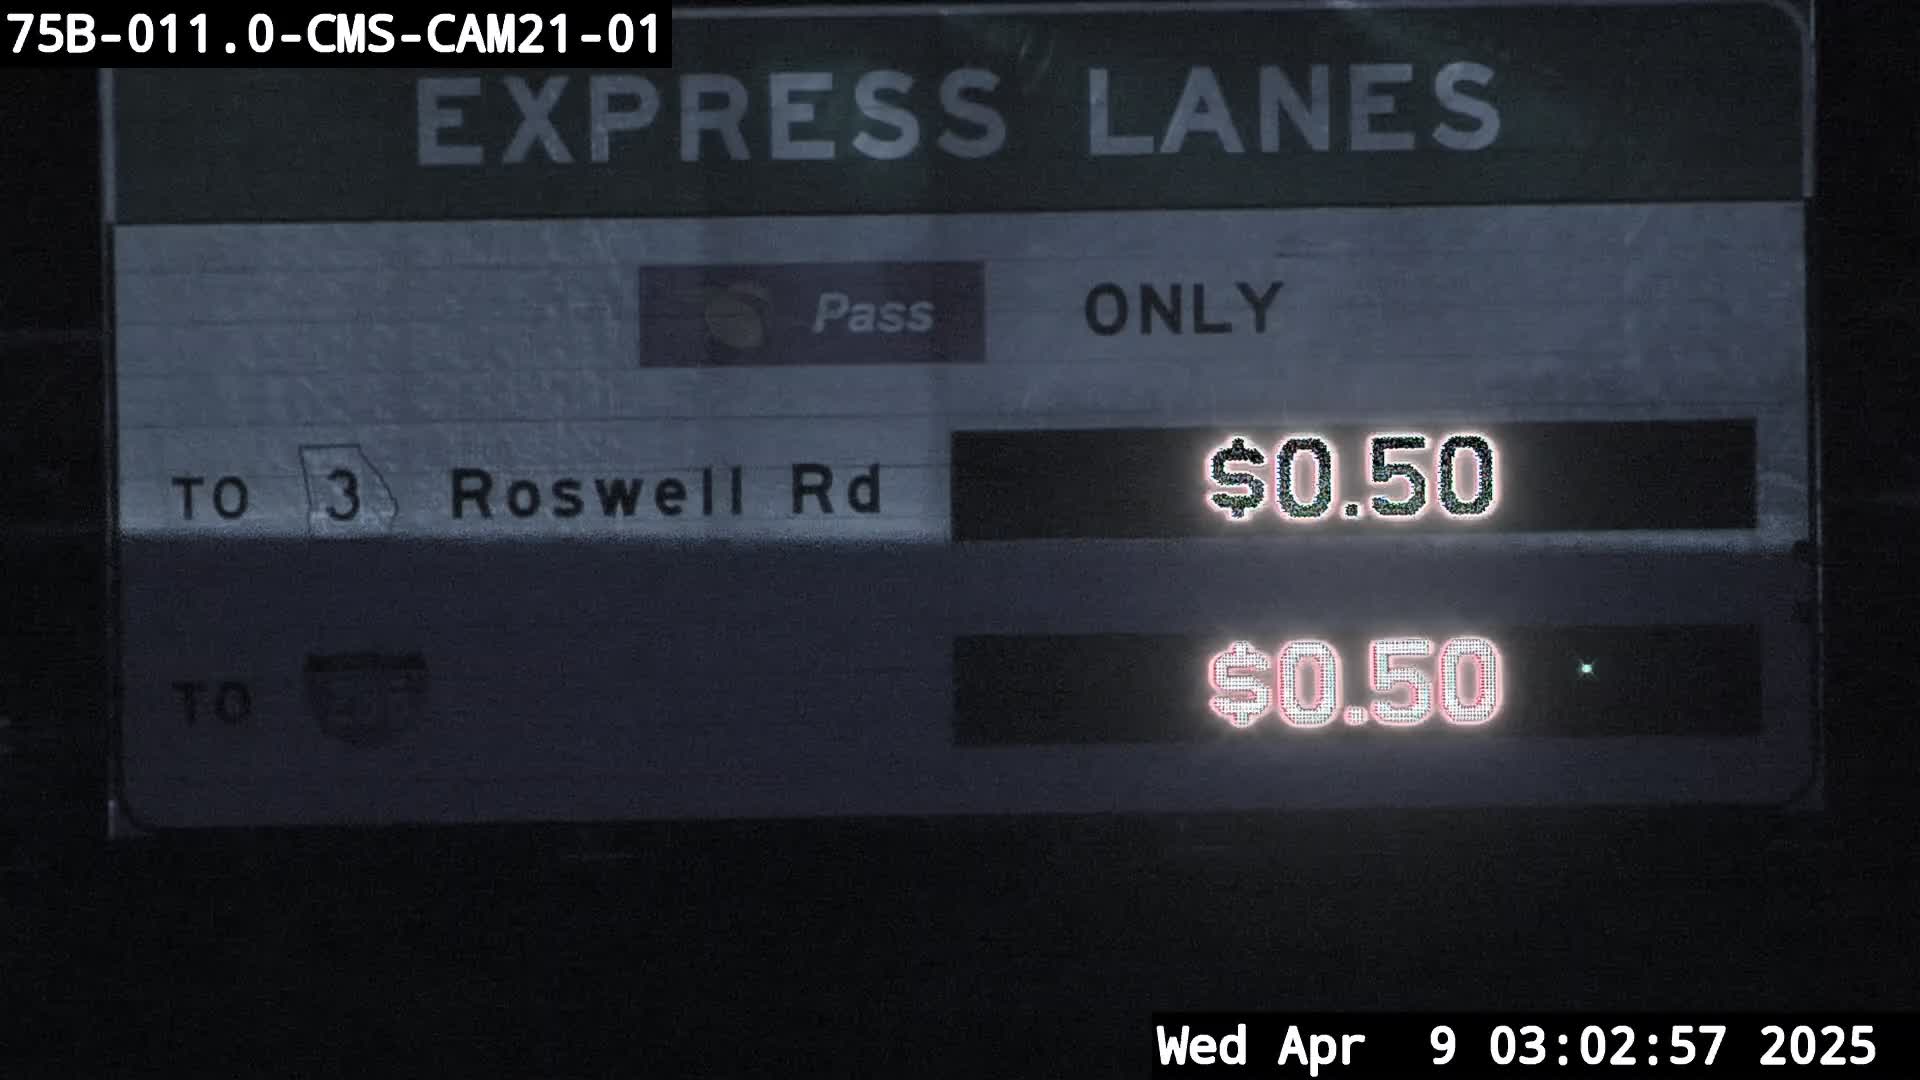 75B-011.0-CMS-CAM21-01
EXPRESS LANES
Pass ONLY
TO 3 Roswell Rd $0.50
TO $0.50
Wed Apr 9 03:02:57 2025